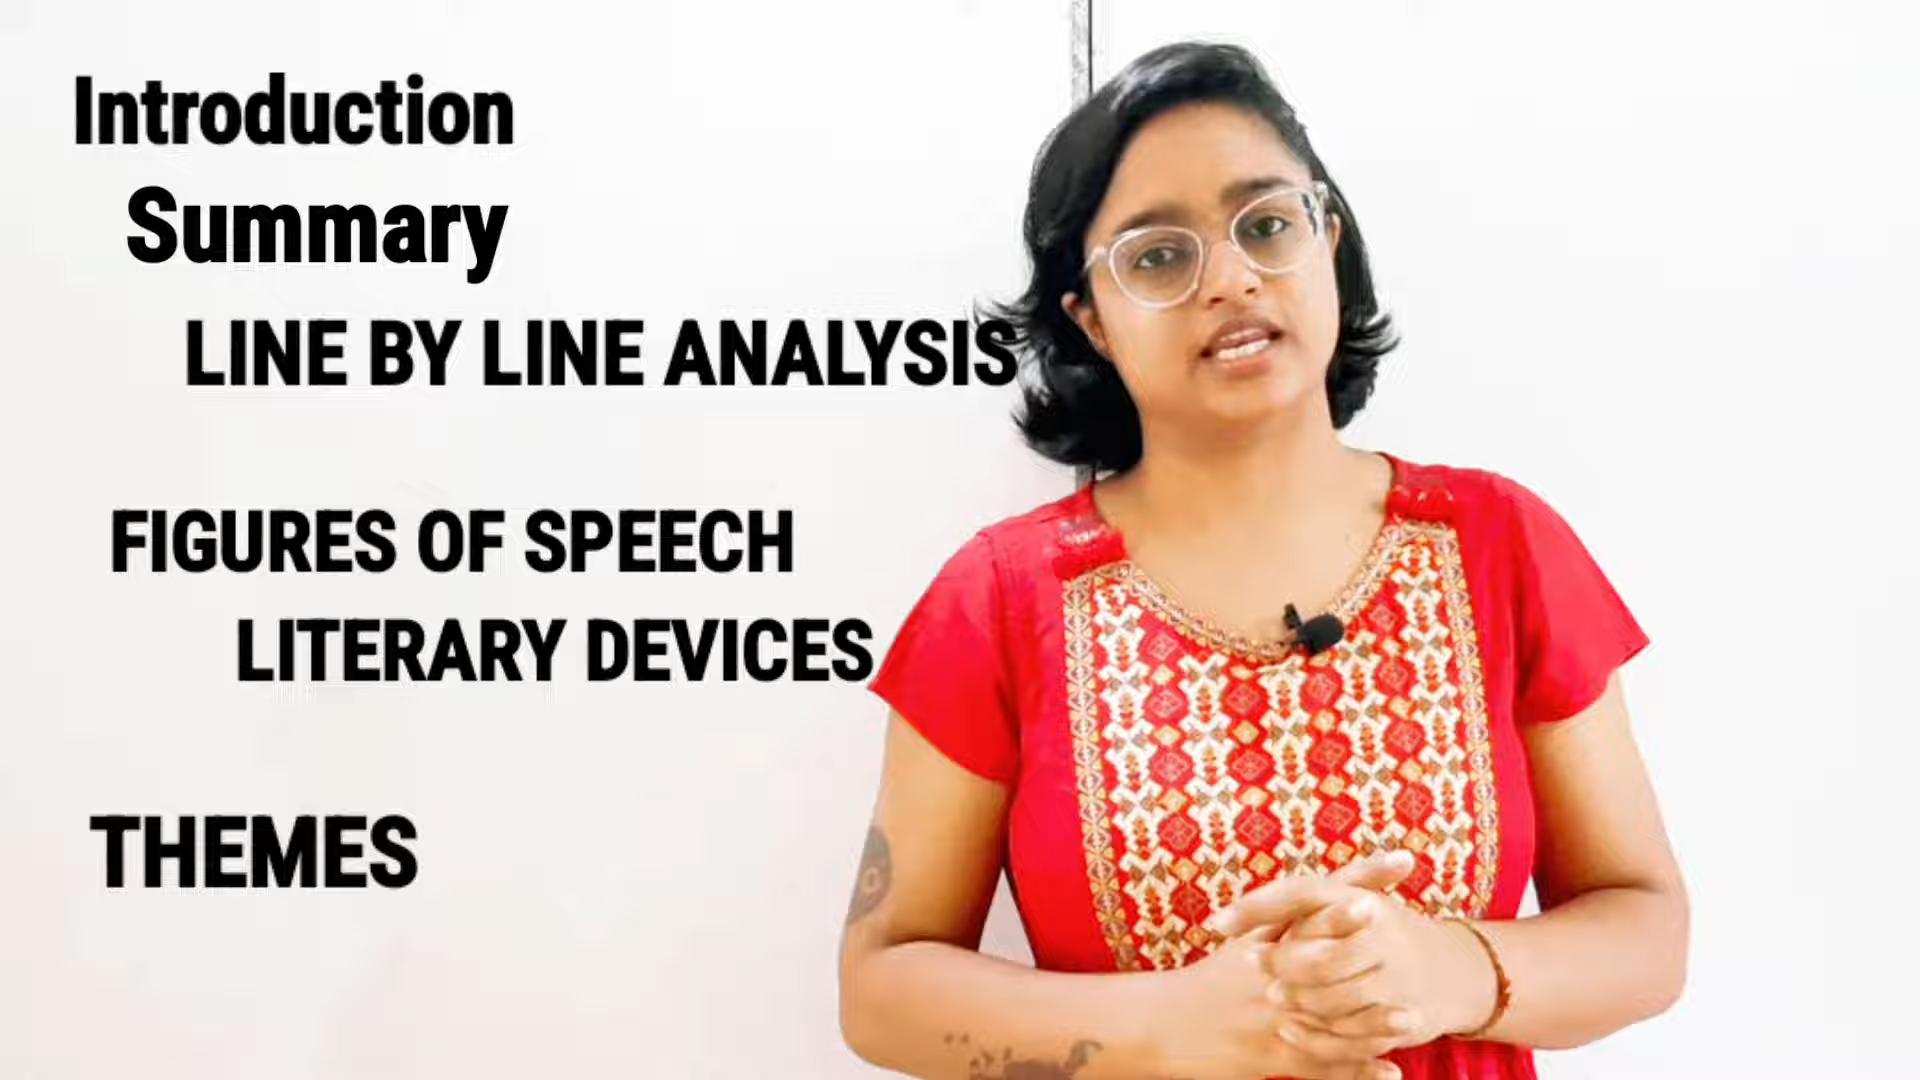 Introduction
Summary
LINE BY LINE ANALYSIS
FIGURES OF SPEECH
LITERARY DEVICES
THEMES